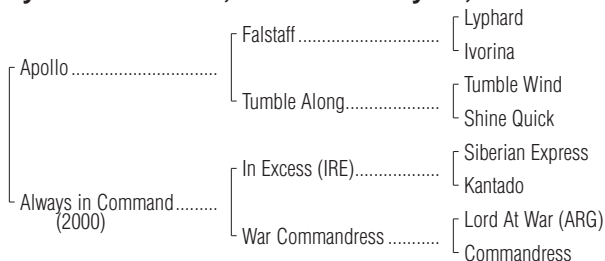 Lyphard
Falstaff
Ivorina
Apollo
Tumble Wind
Tumble Along
Shine Quick
Siberian Express
In Excess (IRE)
Kantado
Always in Command
(2000)
Lord At War (ARG)
War Commandress
Commandress